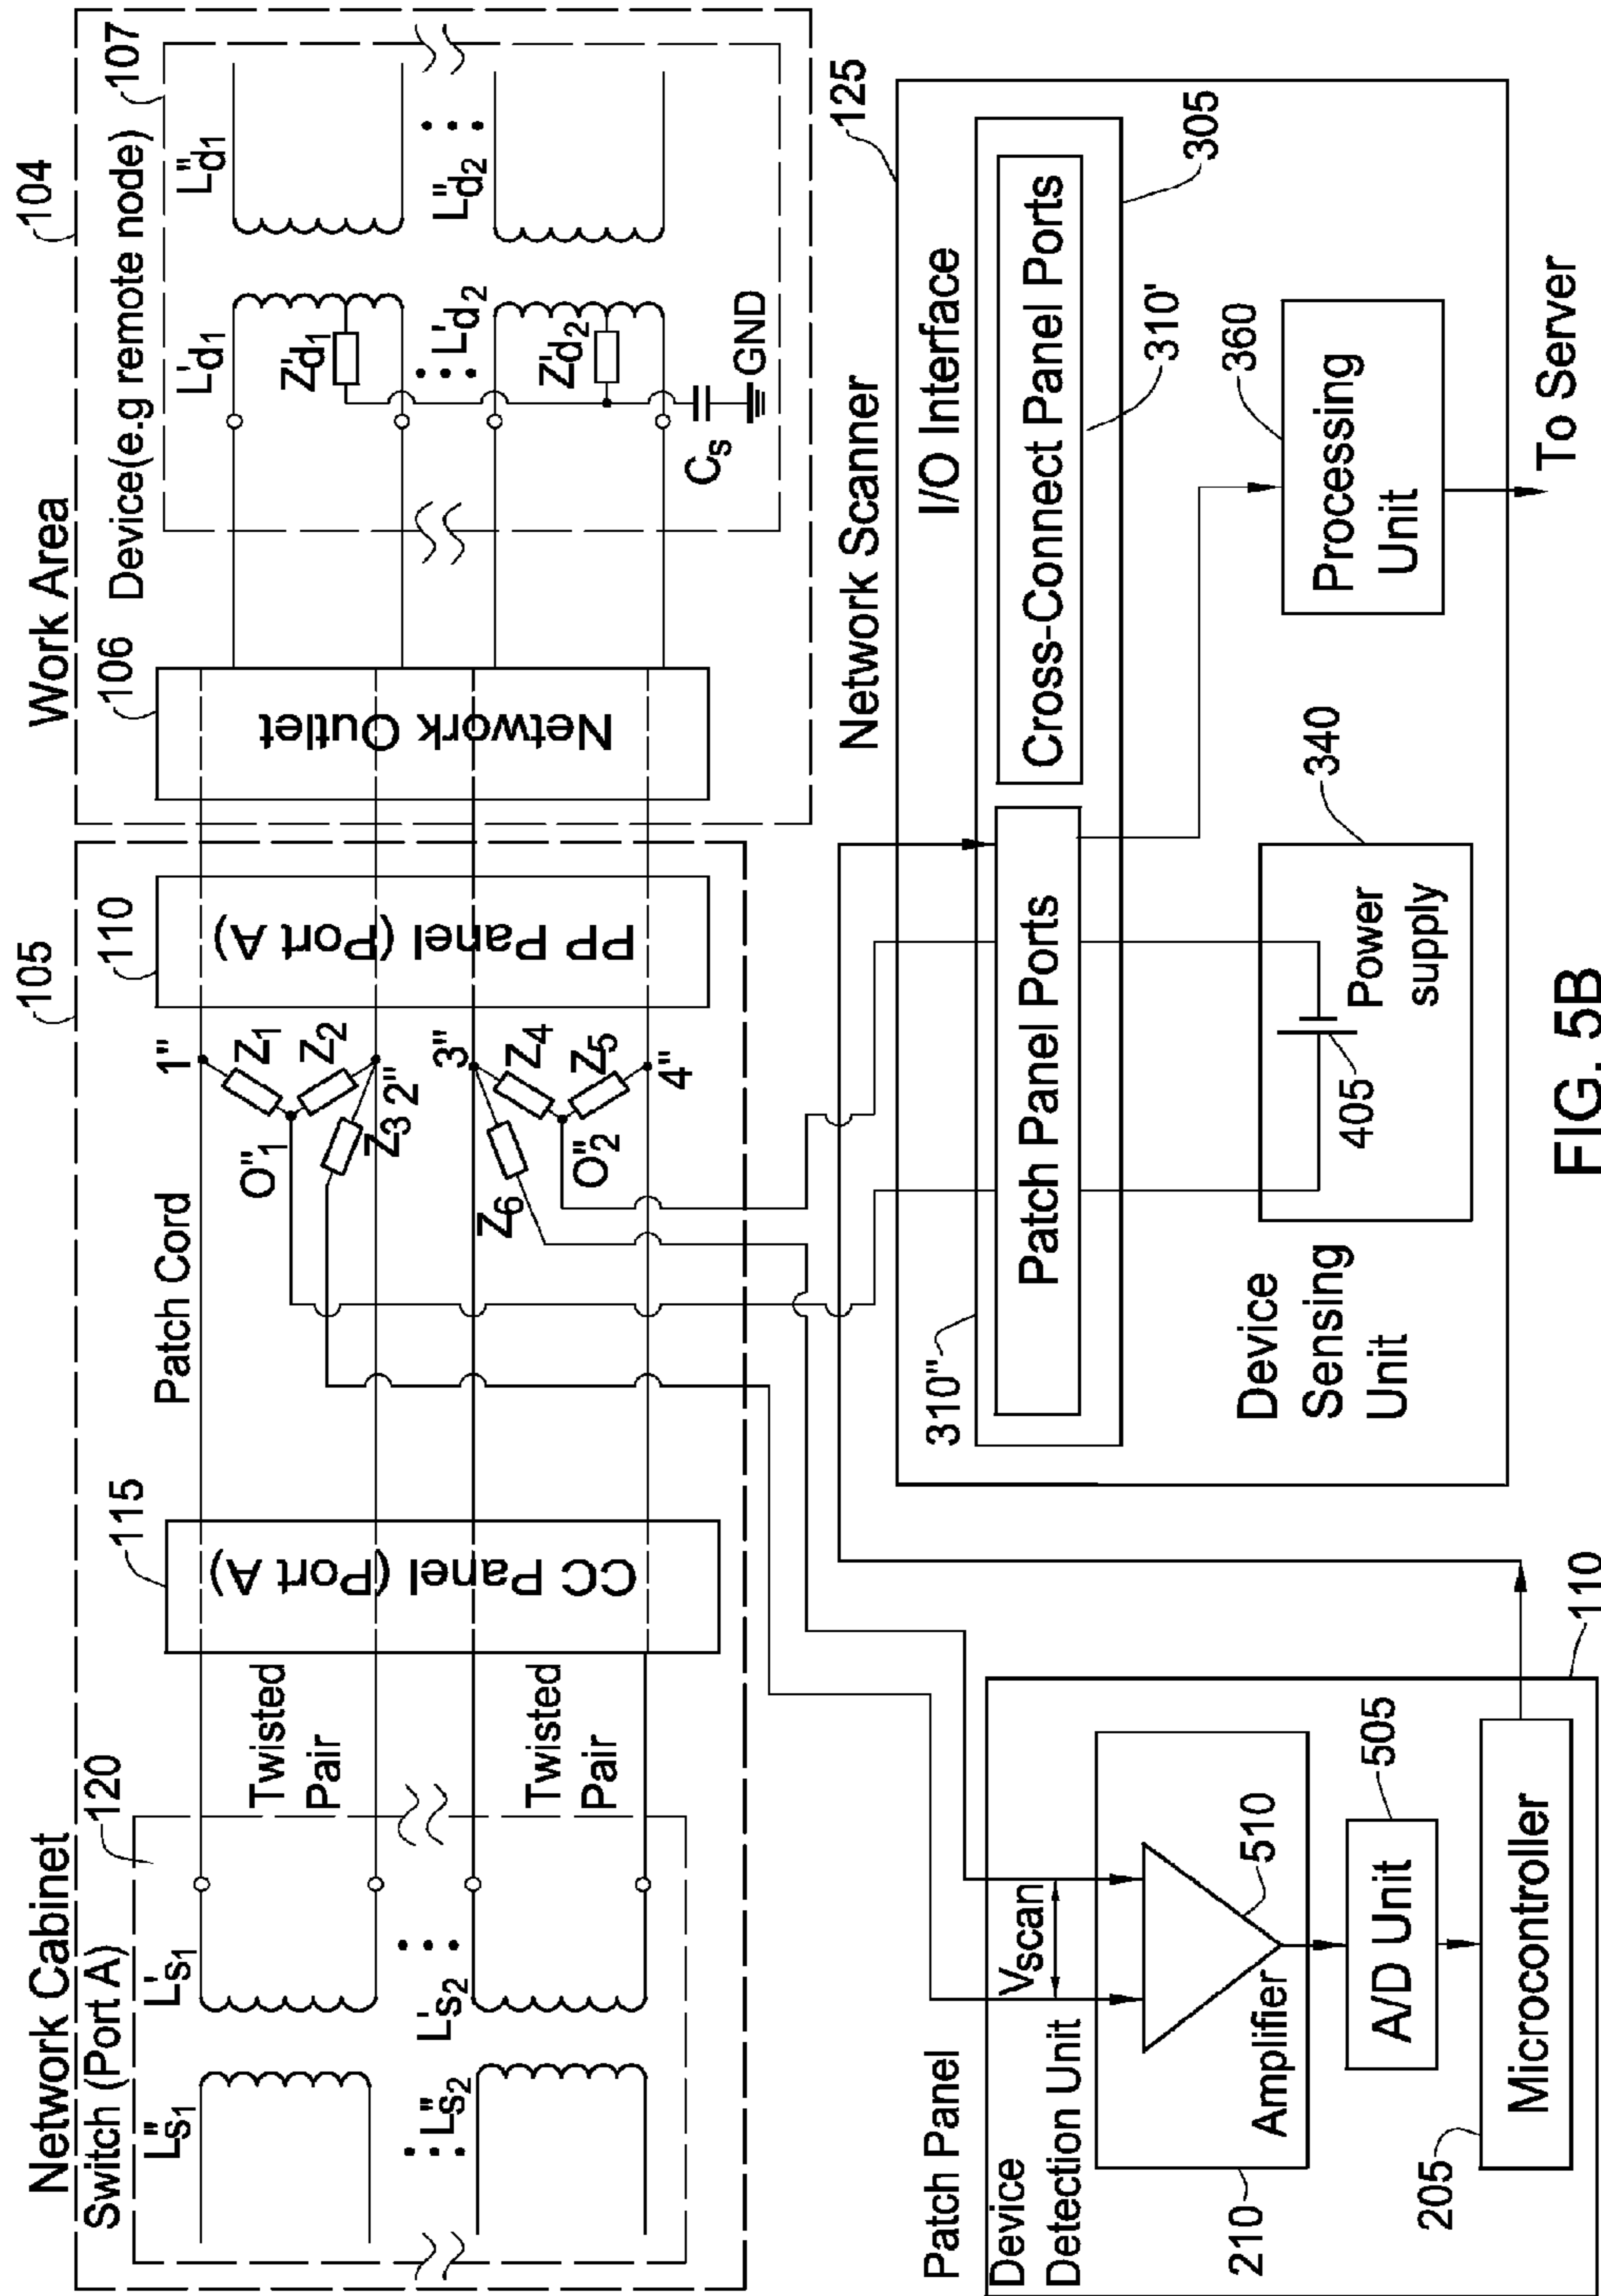 Network Cabinet
Switch (Port A)
120
L"s1
L's1
L"s2
L's2
Twisted
Pair
Twisted
Pair
115
CC Panel (Port A)
Patch Cord
105
110
PP Panel (Port A)
1"
Z1
Z2
O"1
Z3
2"
3"
Z4
Z5
O"2
Z6
4"
Work Area
104
106
Network Outlet
Device(e.g remote node)
107
L'd1
L"d1
Z'd1
L'd2
L"d2
Z'd2
Cs
GND
Patch Panel
Device
Detection Unit
Vscan
510
Amplifier
210
A/D Unit
505
Microcontroller
205
110
Network Scanner
125
I/O Interface
310"
Patch Panel Ports
Cross-Connect Panel Ports
310'
305
Device
Sensing
Unit
340
405
Power
supply
360
Processing
Unit
To Server
FIG. 5B